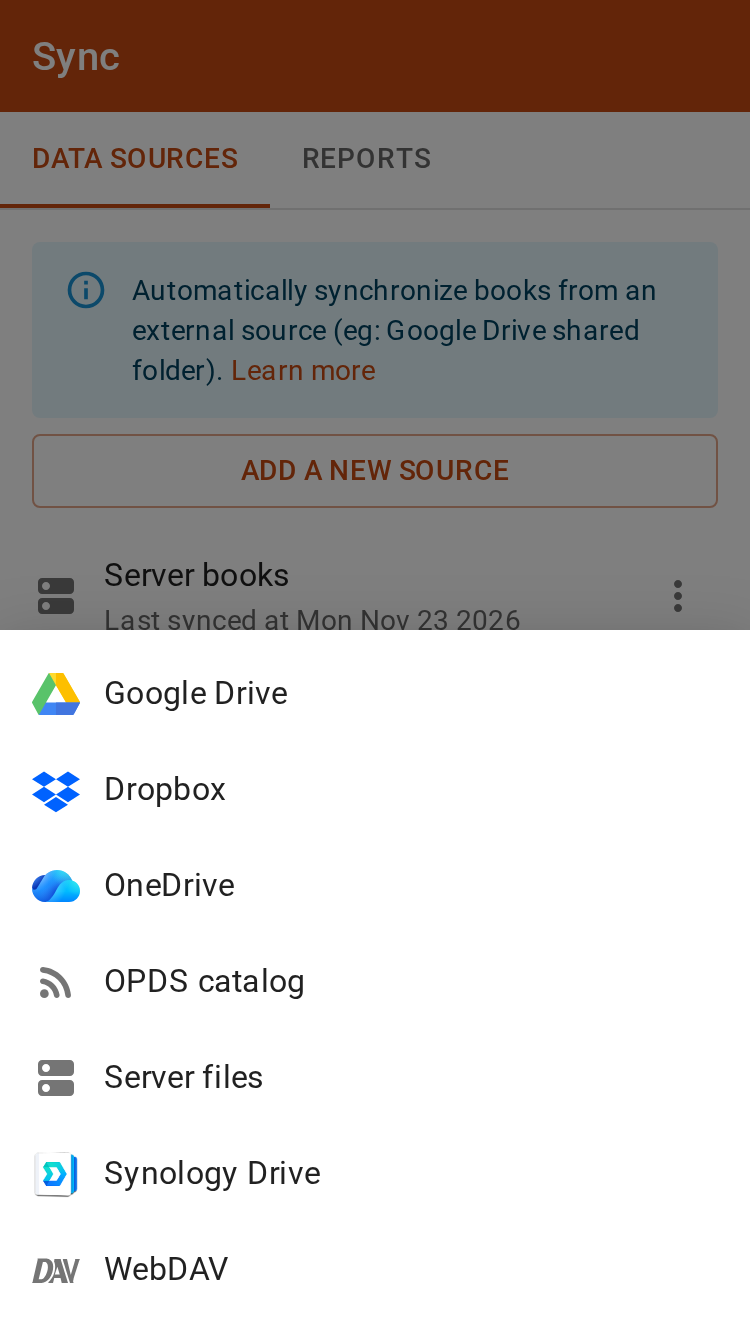 Sync
DATA SOURCES
REPORTS
Automatically synchronize books from an
external source (eg: Google Drive shared
folder). Learn more
ADD A NEW SOURCE
Server books
Last synced at Mon Nov 23 2026
Google Drive
Dropbox
OneDrive
OPDS catalog
Server files
Synology Drive
DAV WebDAV